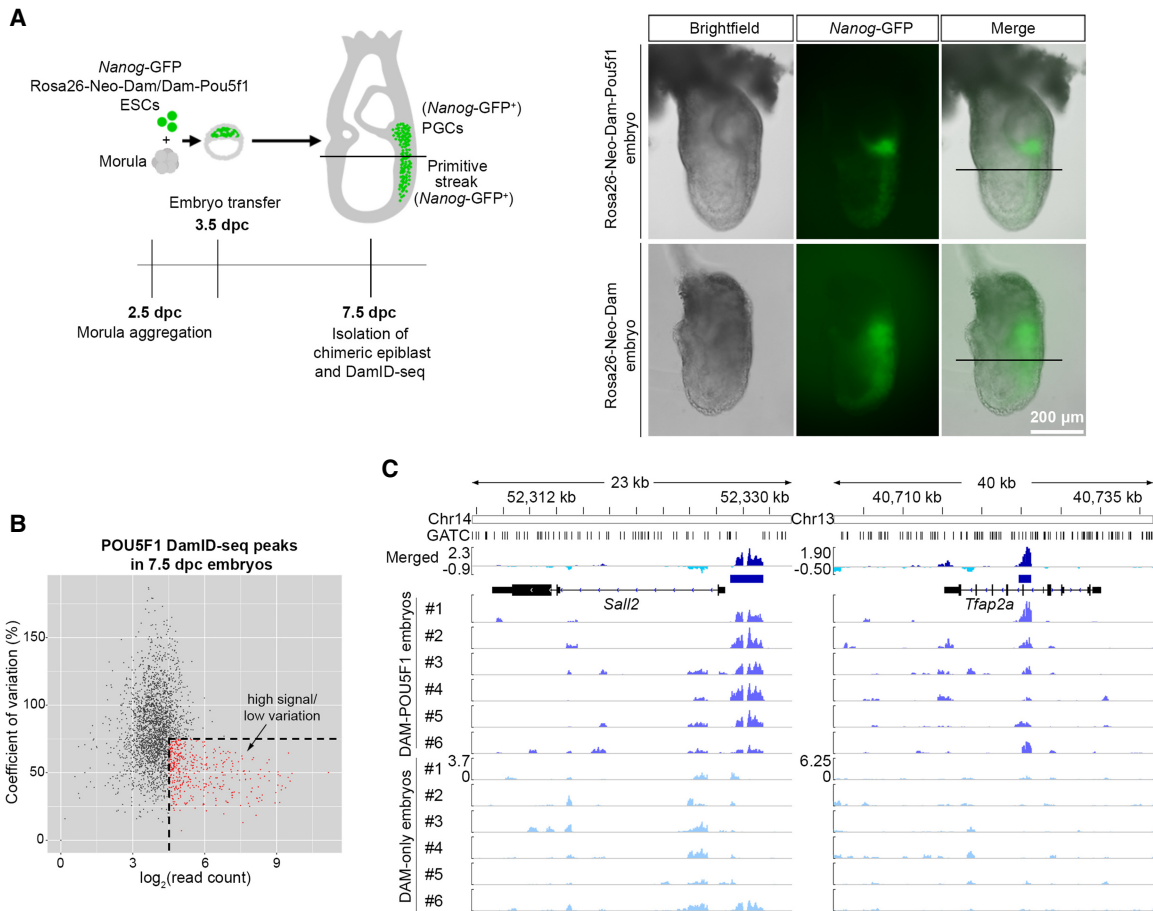 A
Nanog-GFP
Rosa26-Neo-Dam/Dam-Pou5f1
ESCs
+
Morula
Embryo transfer
3.5 dpc
(Nanog-GFP+)
PGCs
Primitive
streak
(Nanog-GFP+)
2.5 dpc
Morula aggregation
7.5 dpc
Isolation of
chimeric epiblast
and DamID-seq
Brightfield
Nanog-GFP
Merge
Rosa26-Neo-Dam-Pou5f1
embryo
Rosa26-Neo-Dam
embryo
200 µm
B
POU5F1 DamID-seq peaks
in 7.5 dpc embryos
Coefficient of variation (%)
150
100
50
0
high signal/
low variation
0 3 6 9
log2(read count)
C
23 kb
52,312 kb 52,330 kb
Chr14
GATC
Merged
2.3
-0.9
Sall2
40 kb
40,710 kb 40,735 kb
Chr13
1.90
-0.50
Tfap2a
DAM-POU5F1 embryos
#1
#2
#3
#4
#5
#6
DAM-only embryos
#1
3.7
0
6.25
0
#2
#3
#4
#5
#6